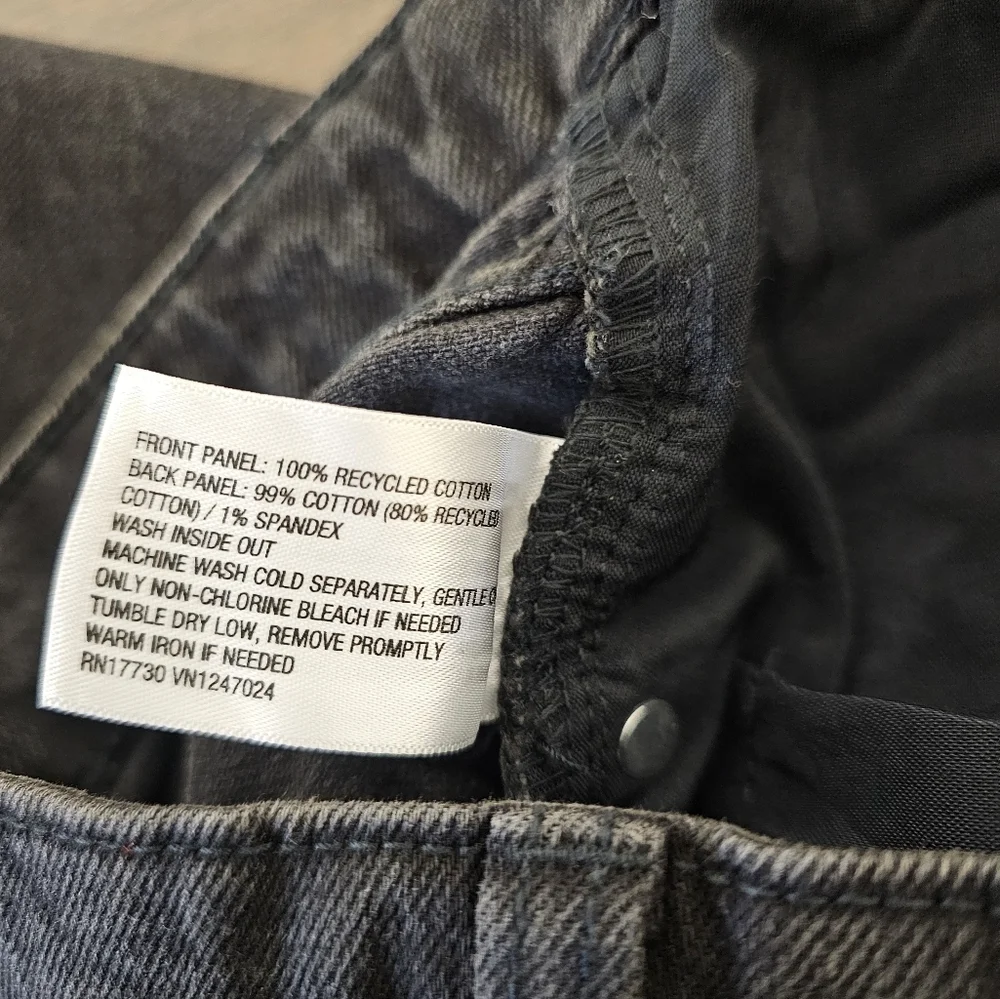 FRONT PANEL: 100% RECYCLED COTTON
BACK PANEL: 99% COTTON (80% RECYCLED
COTTON) / 1% SPANDEX
WASH INSIDE OUT
MACHINE WASH COLD SEPARATELY, GENTLE
ONLY NON-CHLORINE BLEACH IF NEEDED
TUMBLE DRY LOW, REMOVE PROMPTLY
WARM IRON IF NEEDED
RN17730 VN1247024